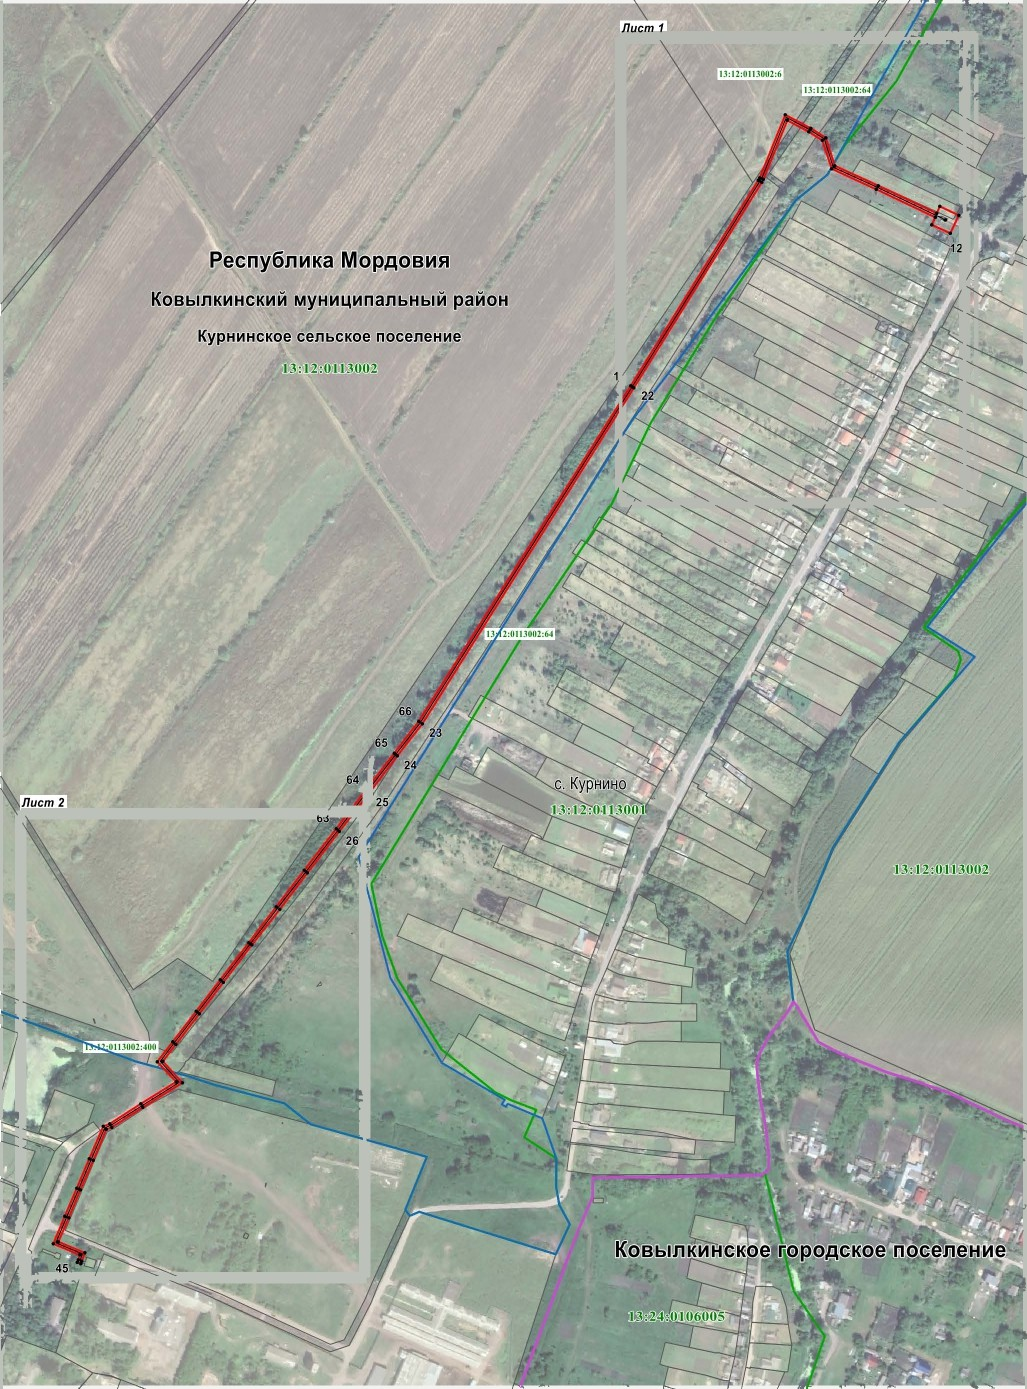 Лист 1
13:12:0113002:6
13:12:0113002:64
12
Республика Мордовия
Ковылкинский муниципальный район
Курнинское сельское поселение
13:12:0113002
1
22
13:12:0113002:64
66
23
65
24
64
25
с. Курнино
13:12:0113001
Лист 2
63
26
13:12:0113002
13:12:0113002:400
Ковылкинское городское поселение
45
13:24:0106005